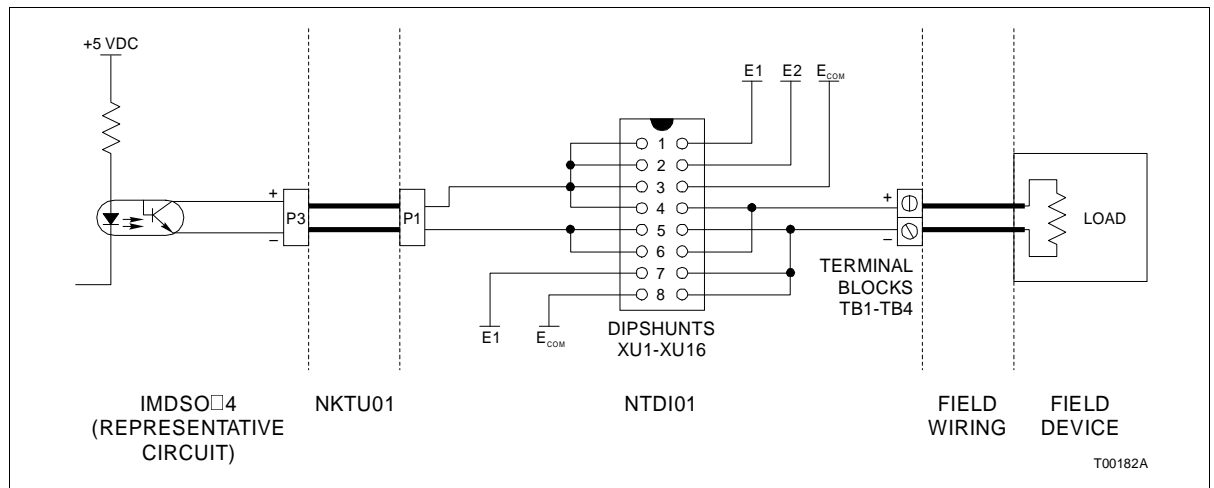 +5 VDC
E1 E2 ECOM
1
2
3
4
5
6
7
8
+
–
P3
P1
+
–
LOAD
TERMINAL
BLOCKS
TB1-TB4
E1
ECOM
DIPSHUNTS
XU1-XU16
IMDSO□4
(REPRESENTATIVE
CIRCUIT)
NKTU01
NTDI01
FIELD
WIRING
FIELD
DEVICE
T00182A